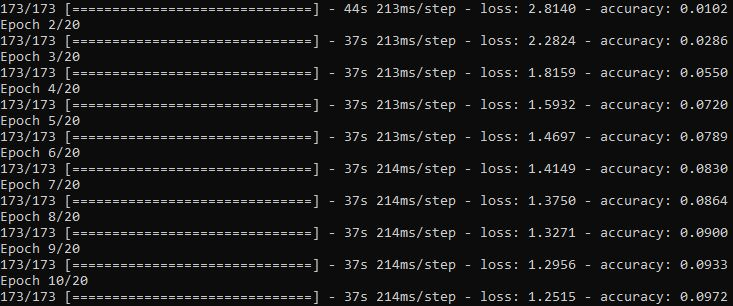 173/173 [==============================] - 44s 213ms/step - loss: 2.8140 - accuracy: 0.0102
Epoch 2/20
173/173 [==============================] - 37s 213ms/step - loss: 2.2824 - accuracy: 0.0286
Epoch 3/20
173/173 [==============================] - 37s 213ms/step - loss: 1.8159 - accuracy: 0.0550
Epoch 4/20
173/173 [==============================] - 37s 213ms/step - loss: 1.5932 - accuracy: 0.0720
Epoch 5/20
173/173 [==============================] - 37s 213ms/step - loss: 1.4697 - accuracy: 0.0789
Epoch 6/20
173/173 [==============================] - 37s 214ms/step - loss: 1.4149 - accuracy: 0.0830
Epoch 7/20
173/173 [==============================] - 37s 214ms/step - loss: 1.3750 - accuracy: 0.0864
Epoch 8/20
173/173 [==============================] - 37s 214ms/step - loss: 1.3271 - accuracy: 0.0900
Epoch 9/20
173/173 [==============================] - 37s 214ms/step - loss: 1.2956 - accuracy: 0.0933
Epoch 10/20
173/173 [==============================] - 37s 214ms/step - loss: 1.2515 - accuracy: 0.0972